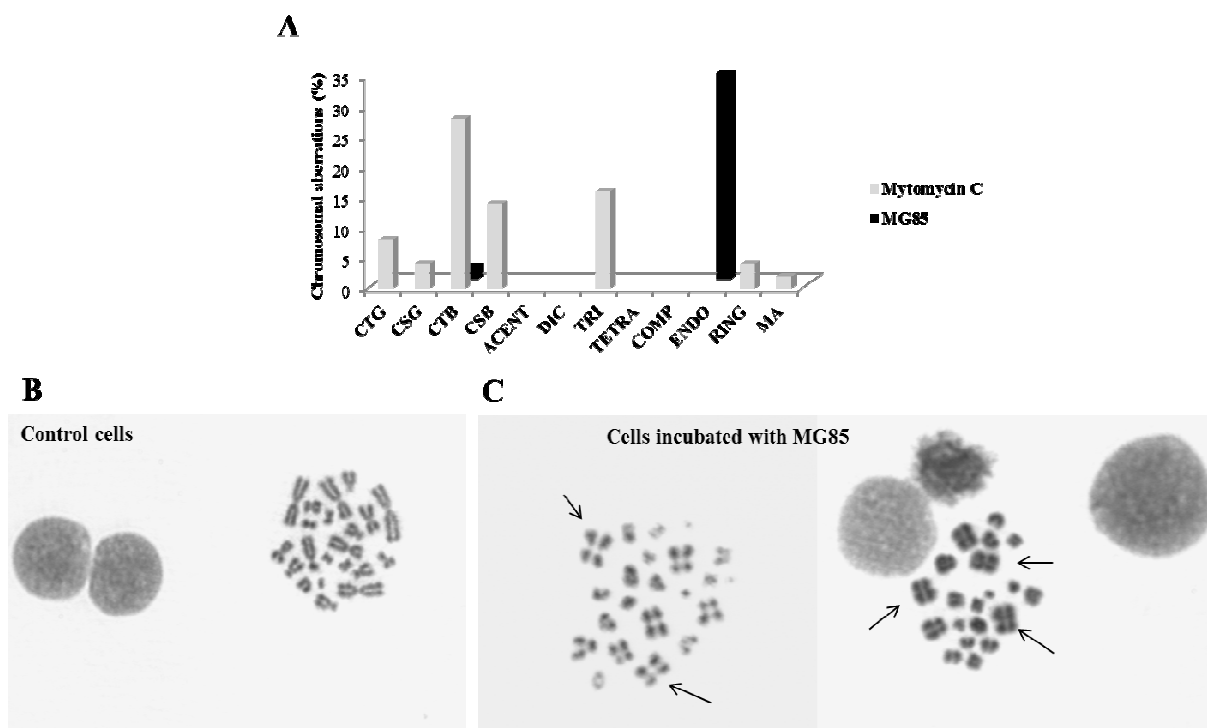 A
Chromosomal aberrations (%)
35
30
25
20
15
10
5
0
CTG
CSG
CTB
CSB
ACENT
DIC
TRI
TETRA
COMP
ENDO
RING
MA
Mytomycin C
MG85
B
C
Control cells
Cells incubated with MG85